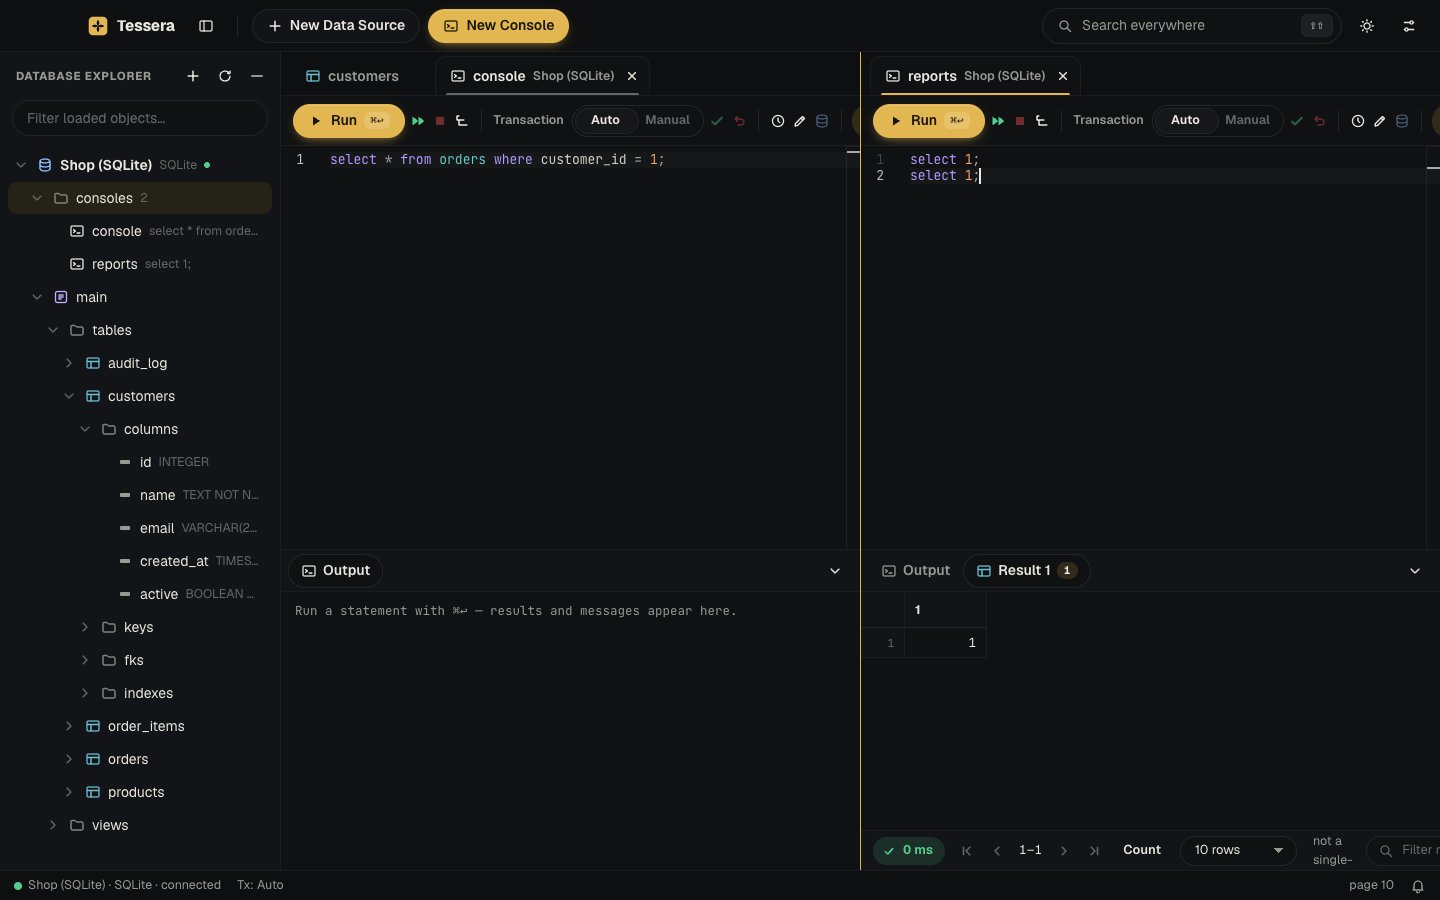 Tessera
New Data Source
New Console
Search everywhere
⇧⇧
DATABASE EXPLORER
Filter loaded objects…
Shop (SQLite) SQLite
consoles 2
console select * from orde…
reports select 1;
main
tables
audit_log
customers
columns
id INTEGER
name TEXT NOT N…
email VARCHAR(2…
created_at TIMES…
active BOOLEAN …
keys
fks
indexes
order_items
orders
products
views
customers
console Shop (SQLite)
Run ⌘↩
Transaction
Auto
Manual
1 select * from orders where customer_id = 1;
Output
Run a statement with ⌘↩ — results and messages appear here.
reports Shop (SQLite)
Run ⌘↩
Transaction
Auto
Manual
1 select 1;
2 select 1;
Output
Result 1 1
1
1 1
0 ms
1–1
Count
10 rows
not a
single-
Filter
Shop (SQLite) · SQLite · connected
Tx: Auto
page 10